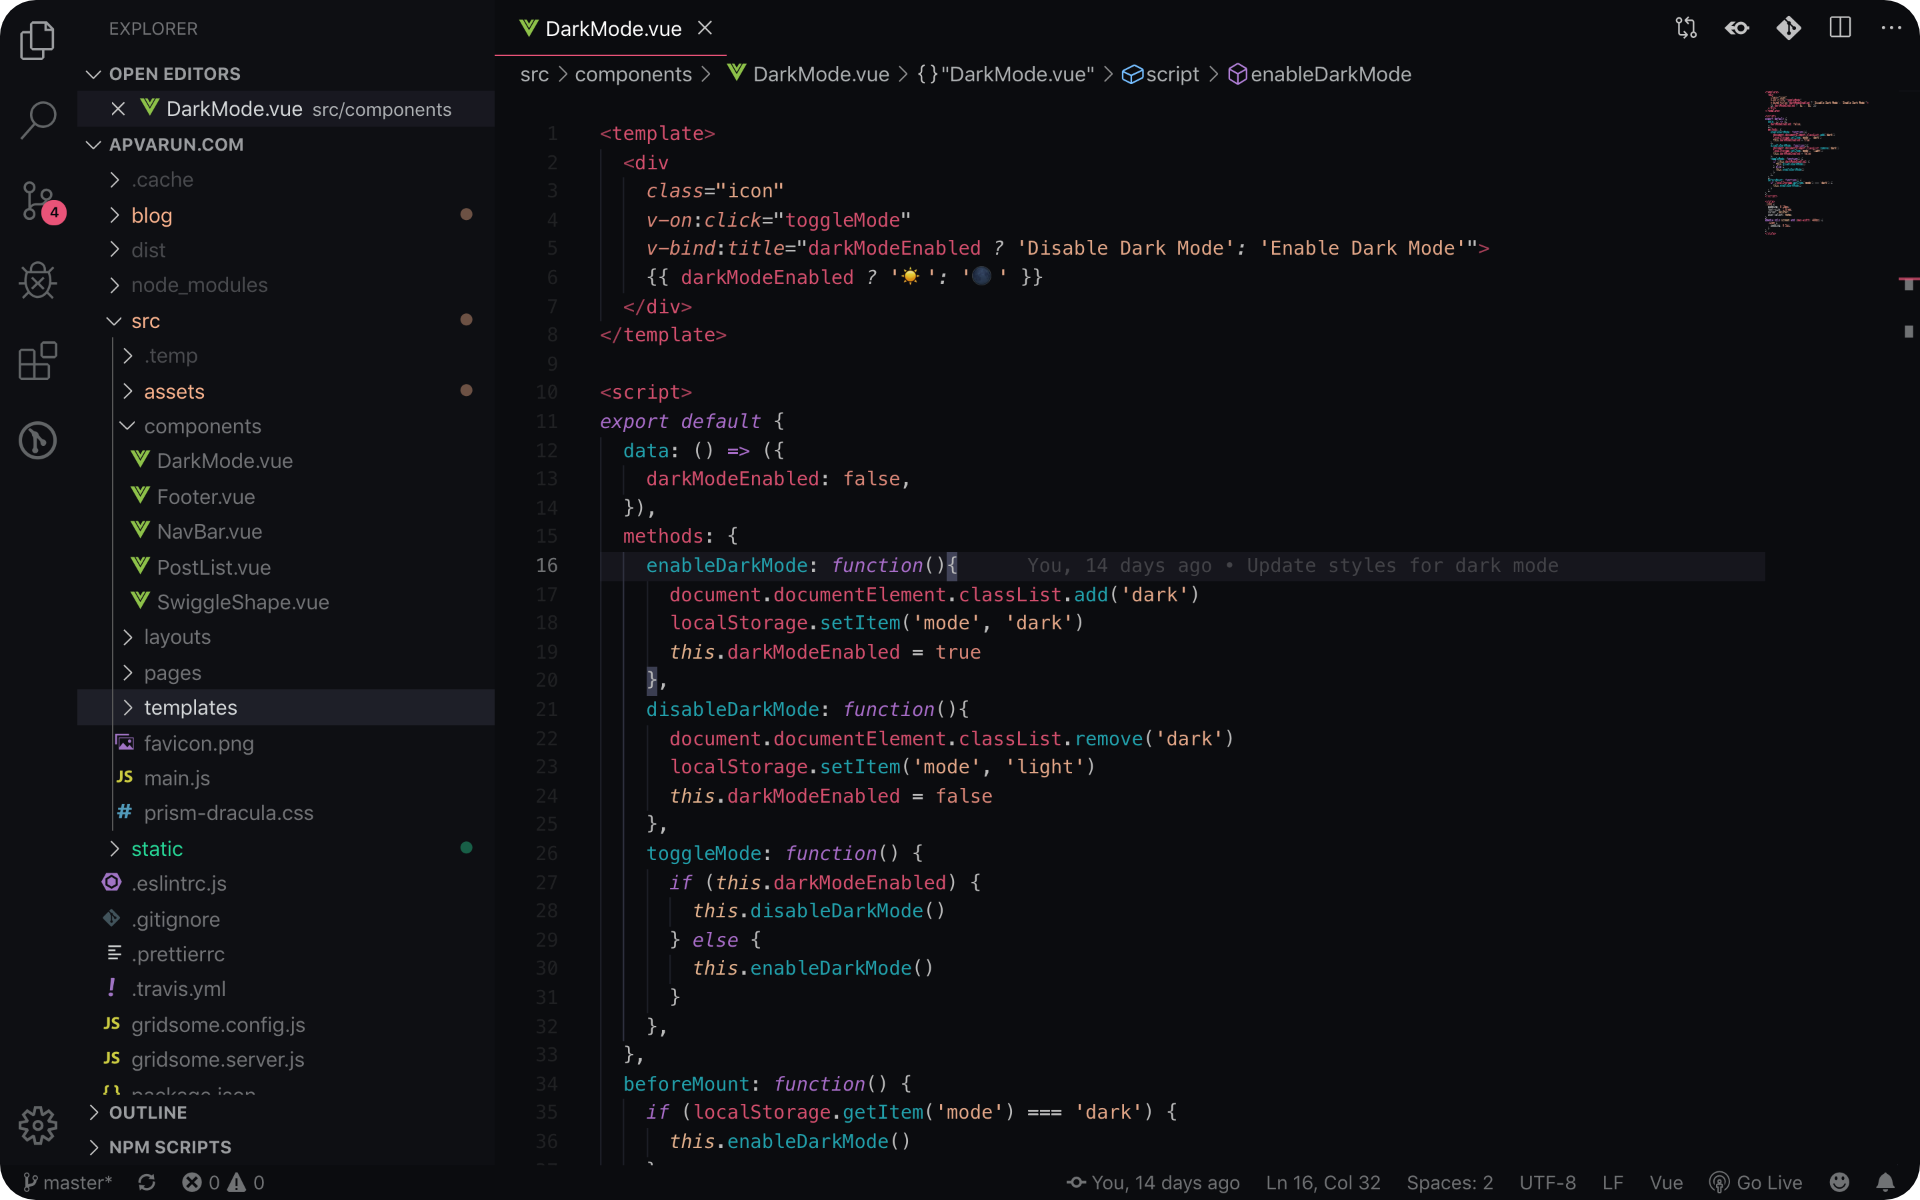 EXPLORER
OPEN EDITORS
DarkMode.vue src/components
APVARUN.COM
.cache
blog
dist
node_modules
src
.temp
assets
components
DarkMode.vue
Footer.vue
NavBar.vue
PostList.vue
SwiggleShape.vue
layouts
pages
templates
favicon.png
JS main.js
# prism-dracula.css
static
.eslintrc.js
.gitignore
.prettierrc
! .travis.yml
JS gridsome.config.js
JS gridsome.server.js
{} package.json
OUTLINE
NPM SCRIPTS
4
DarkMode.vue
src > components > DarkMode.vue > {} "DarkMode.vue" > script > enableDarkMode
1 <template>
2 <div
3 class="icon"
4 v-on:click="toggleMode"
5 v-bind:title="darkModeEnabled ? 'Disable Dark Mode': 'Enable Dark Mode'">
6 {{ darkModeEnabled ? '☀️ ': '🌑 ' }}
7 </div>
8 </template>
9
10 <script>
11 export default {
12 data: () => ({
13 darkModeEnabled: false,
14 }),
15 methods: {
16 enableDarkMode: function(){ You, 14 days ago • Update styles for dark mode
17 document.documentElement.classList.add('dark')
18 localStorage.setItem('mode', 'dark')
19 this.darkModeEnabled = true
20 },
21 disableDarkMode: function(){
22 document.documentElement.classList.remove('dark')
23 localStorage.setItem('mode', 'light')
24 this.darkModeEnabled = false
25 },
26 toggleMode: function() {
27 if (this.darkModeEnabled) {
28 this.disableDarkMode()
29 } else {
30 this.enableDarkMode()
31 }
32 },
33 },
34 beforeMount: function() {
35 if (localStorage.getItem('mode') === 'dark') {
36 this.enableDarkMode()
master* 0 0 You, 14 days ago Ln 16, Col 32 Spaces: 2 UTF-8 LF Vue Go Live